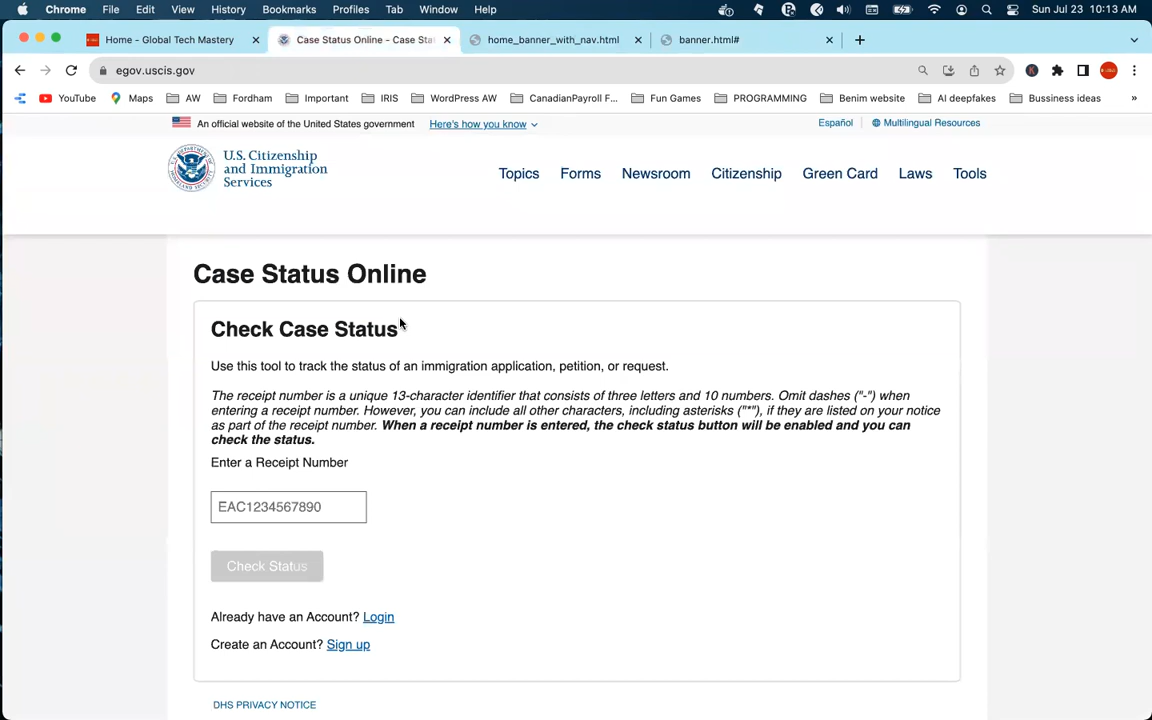 Chrome File Edit View History Bookmarks Profiles Tab Window Help Sun Jul 23 10:13 AM
Home - Global Tech Mastery Case Status Online - Case Sta home_banner_with_nav.html banner.html#
egov.uscis.gov
YouTube Maps AW Fordham Important IRIS WordPress AW CanadianPayroll F... Fun Games PROGRAMMING Benim website AI deepfakes Bussiness ideas »
An official website of the United States government Here's how you know Español Multilingual Resources
U.S. Citizenship
and Immigration
Services
Topics Forms Newsroom Citizenship Green Card Laws Tools
Case Status Online
Check Case Status
Use this tool to track the status of an immigration application, petition, or request.
The receipt number is a unique 13-character identifier that consists of three letters and 10 numbers. Omit dashes ("-") when
entering a receipt number. However, you can include all other characters, including asterisks ("*"), if they are listed on your notice
as part of the receipt number. When a receipt number is entered, the check status button will be enabled and you can
check the status.
Enter a Receipt Number
EAC1234567890
Check Status
Already have an Account? Login
Create an Account? Sign up
DHS PRIVACY NOTICE